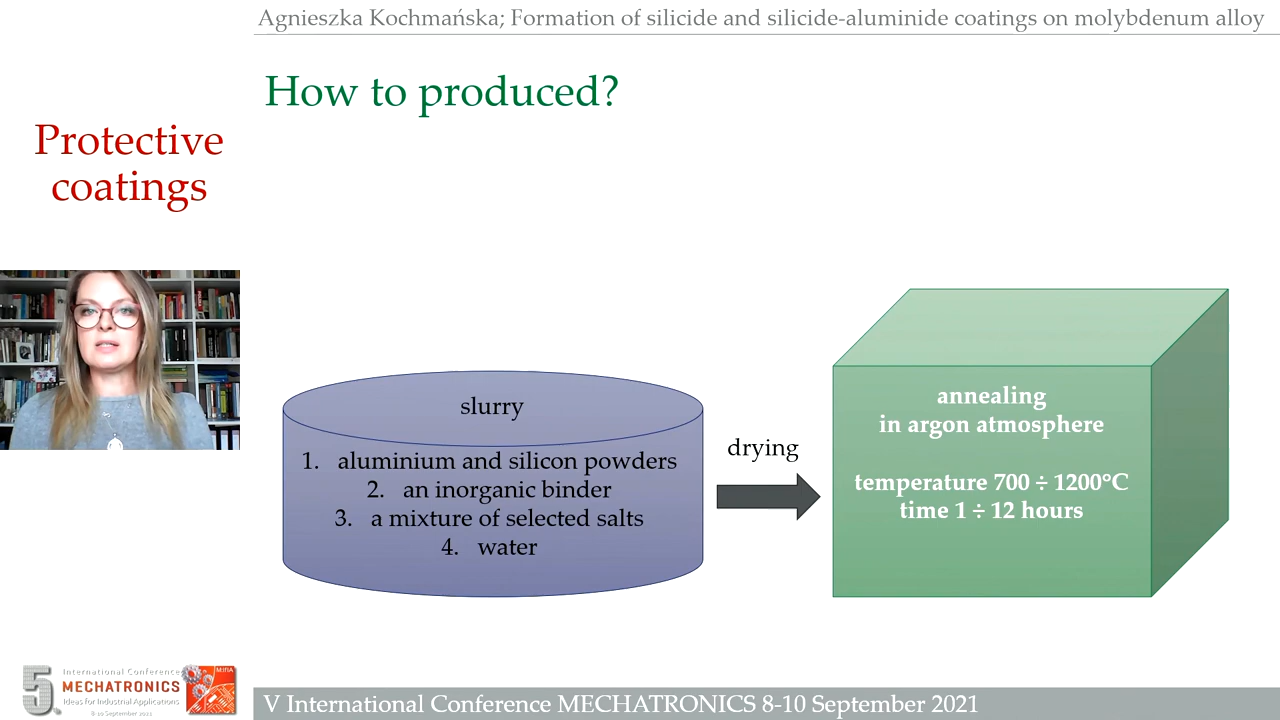 Agnieszka Kochmańska; Formation of silicide and silicide-aluminide coatings on molybdenum alloy
How to produced?
Protective
coatings
slurry
1. aluminium and silicon powders
2. an inorganic binder
3. a mixture of selected salts
4. water
drying
annealing
in argon atmosphere
temperature 700 ÷ 1200°C
time 1 ÷ 12 hours
5
International Conference
MECHATRONICS
Ideas for Industrial Applications
8-10 September 2021
V International Conference MECHATRONICS 8-10 September 2021